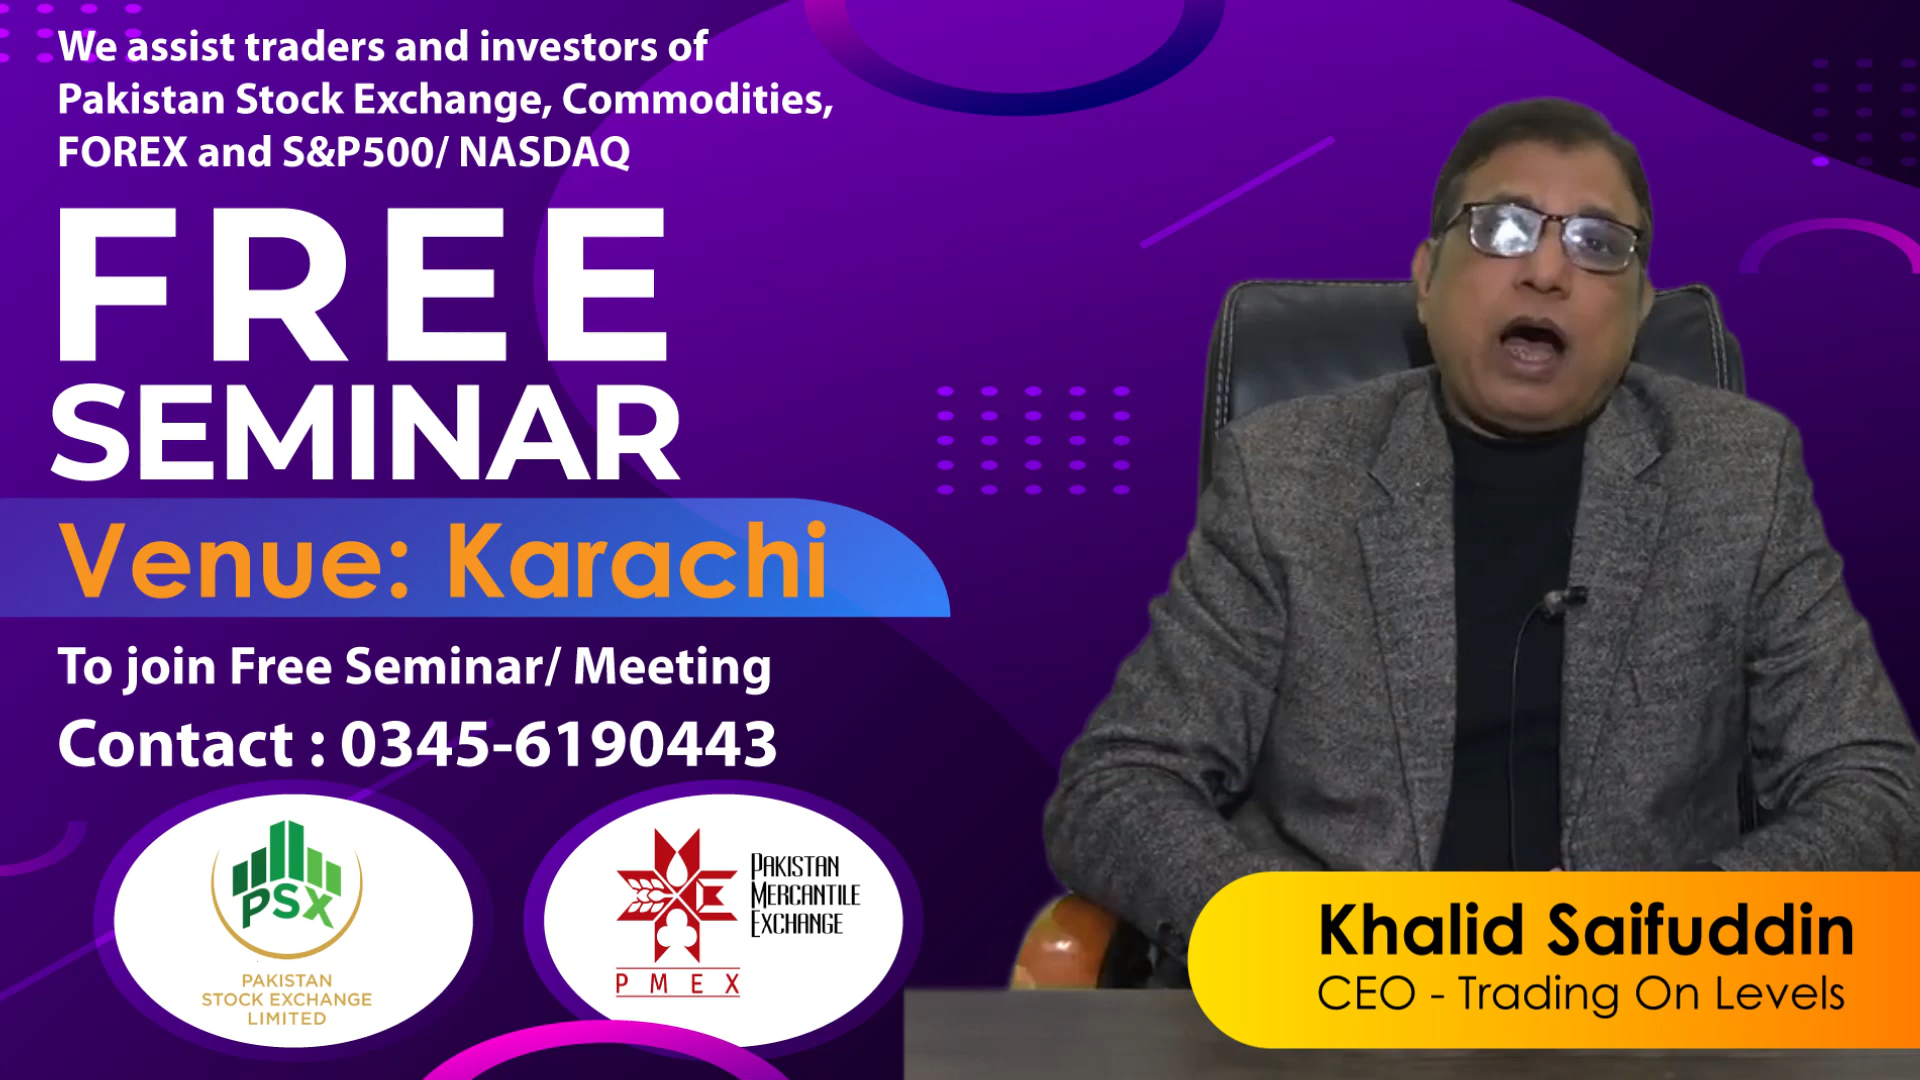 We assist traders and investors of
Pakistan Stock Exchange, Commodities,
FOREX and S&P500/ NASDAQ
FREE
SEMINAR
Venue: Karachi
To join Free Seminar/ Meeting
Contact : 0345-6190443
PSX
PAKISTAN
STOCK EXCHANGE
LIMITED
PAKISTAN
MERCANTILE
EXCHANGE
PMEX
Khalid Saifuddin
CEO - Trading On Levels